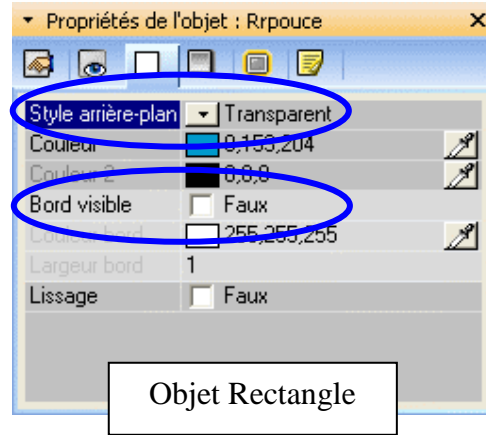 Propriétés de l'objet : Rrpouce
Style arrière-plan Transparent
Couleur 0,153,204
Couleur 2 0,0,0
Bord visible Faux
Couleur bord 255,255,255
Largeur bord 1
Lissage Faux
Objet Rectangle